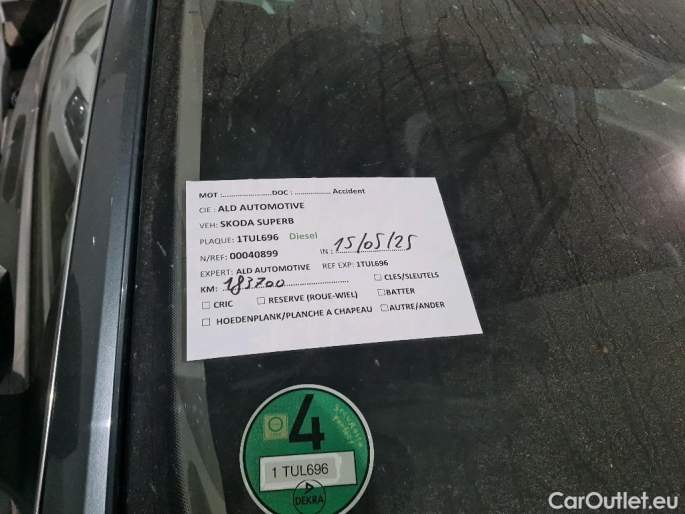 MOT :........................DOC : .................. Accident
CIE : ALD AUTOMOTIVE
VEH: SKODA SUPERB
PLAQUE: 1TUL696 Diesel
N/REF: 00040899 IN : 15/05/25
EXPERT: ALD AUTOMOTIVE REF EXP: 1TUL696
KM: 183700
☐ CLES/SLEUTELS
☐ CRIC ☐ RESERVE (ROUE-WIEL) ☐BATTER
☐ HOEDENPLANK/PLANCHE A CHAPEAU ☐AUTRE/ANDER
4
1 TUL696
DEKRA
CarOutlet.eu